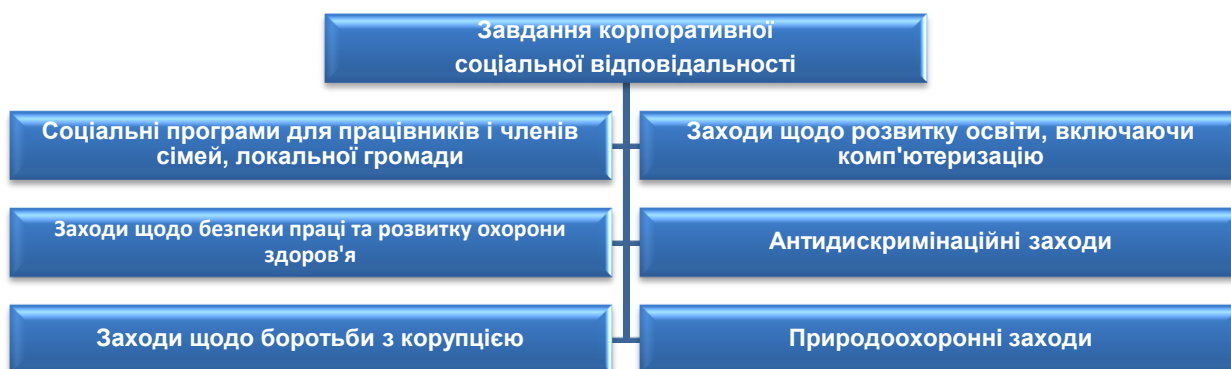 Завдання корпоративної
соціальної відповідальності
Соціальні програми для працівників і членів
сімей, локальної громади
Заходи щодо розвитку освіти, включаючи
комп'ютеризацію
Заходи щодо безпеки праці та розвитку охорони
здоров'я
Антидискримінаційні заходи
Заходи щодо боротьби з корупцією
Природоохоронні заходи